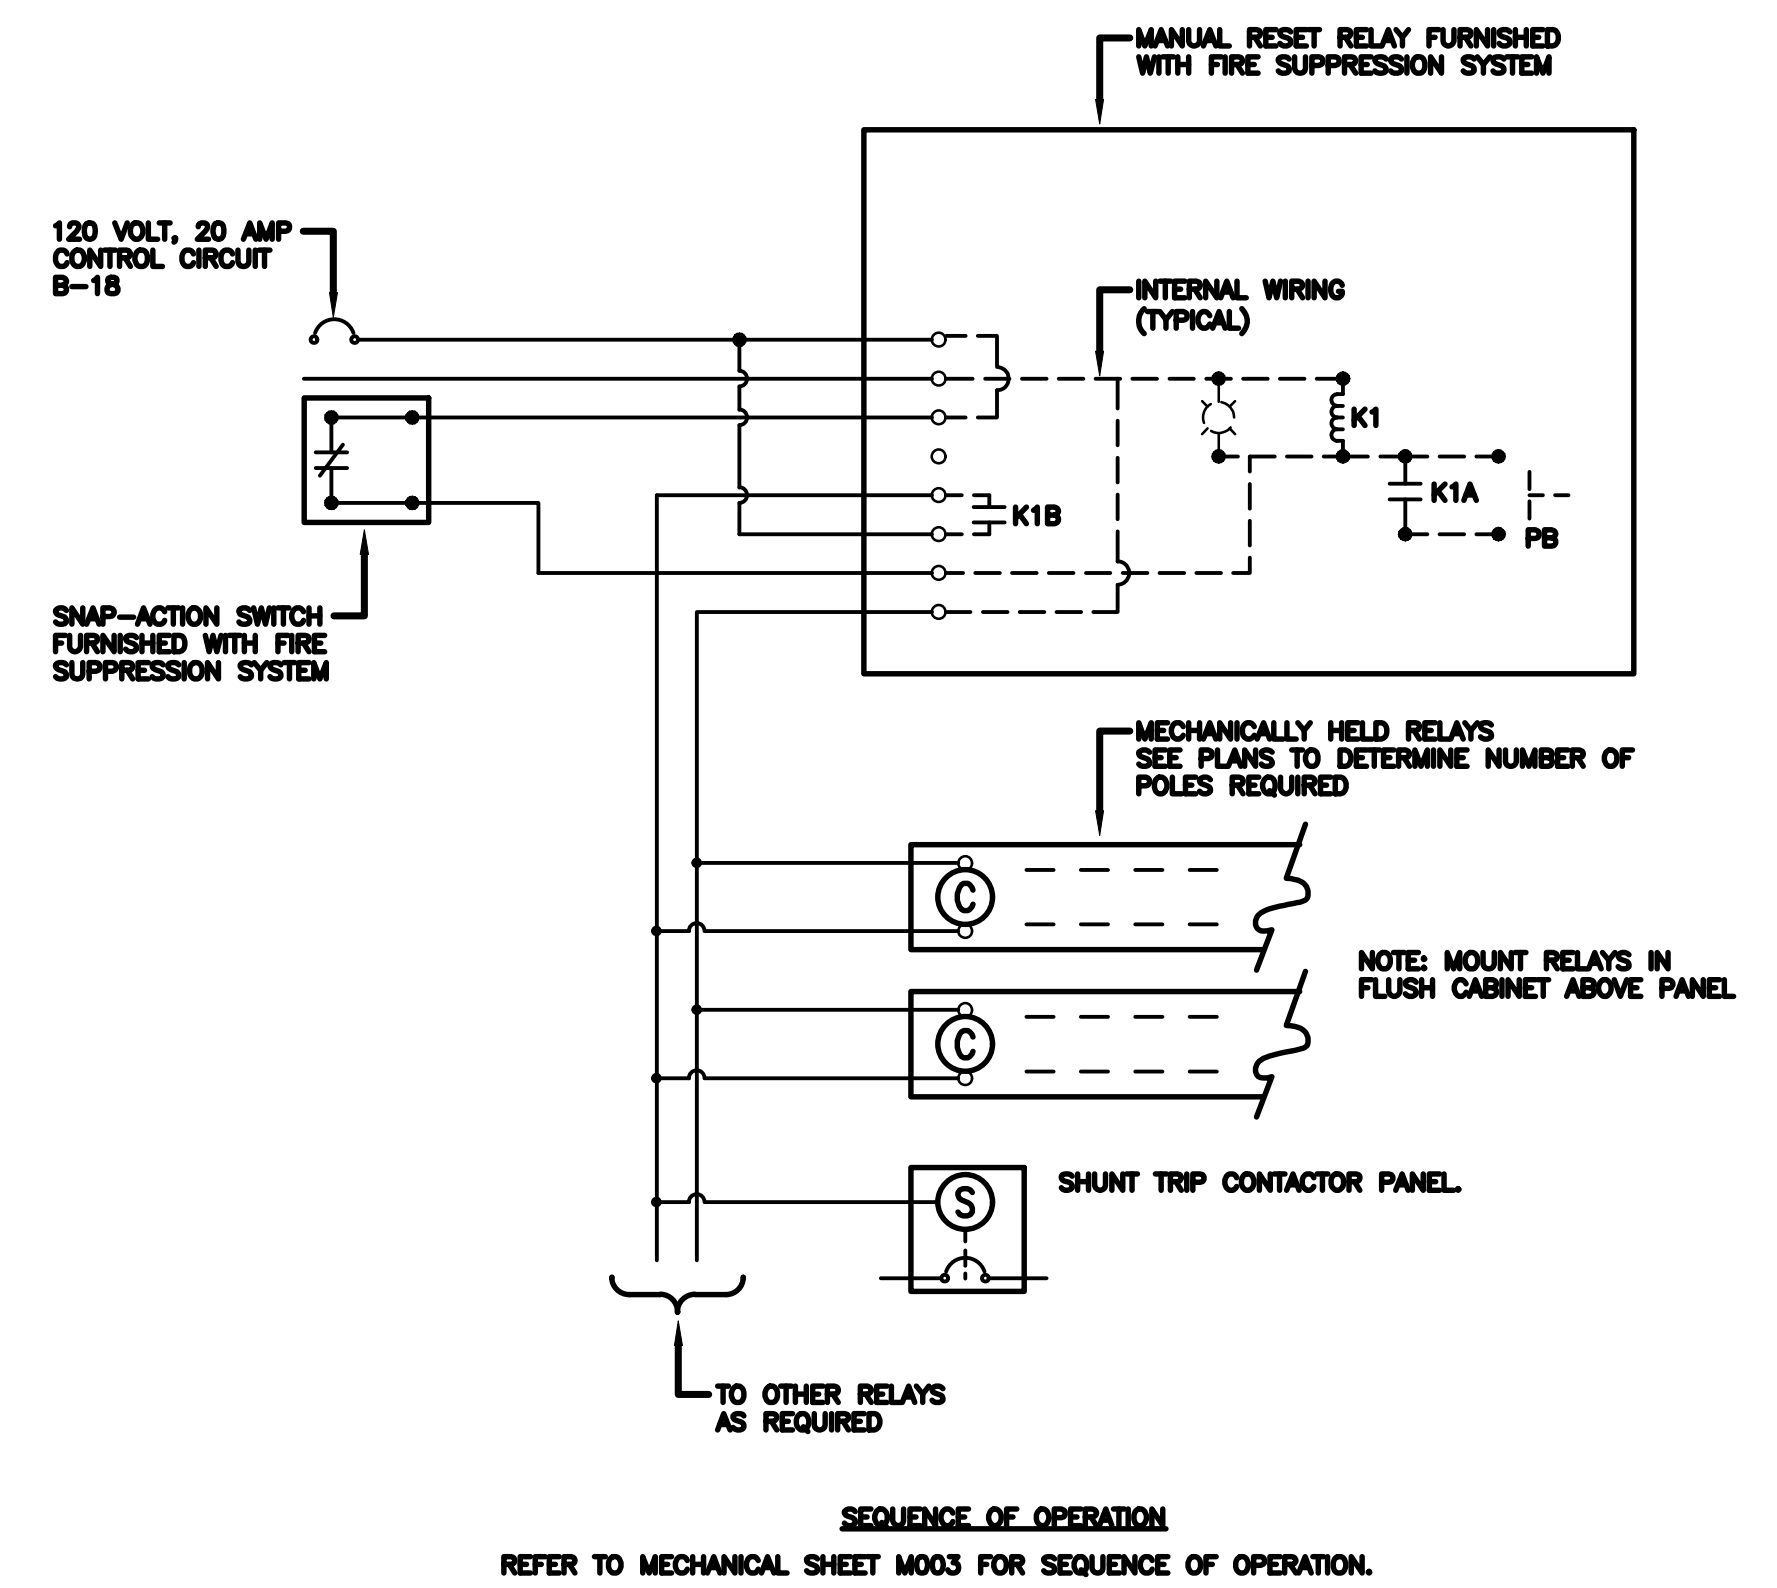 MANUAL RESET RELAY FURNISHED
WITH FIRE SUPPRESSION SYSTEM
120 VOLT, 20 AMP
CONTROL CIRCUIT
B-18
INTERNAL WIRING
(TYPICAL)
K1
K1A
K1B
PB
SNAP-ACTION SWITCH
FURNISHED WITH FIRE
SUPPRESSION SYSTEM
MECHANICALLY HELD RELAYS
SEE PLANS TO DETERMINE NUMBER OF
POLES REQUIRED
C
NOTE: MOUNT RELAYS IN
FLUSH CABINET ABOVE PANEL
C
SHUNT TRIP CONTACTOR PANEL.
S
TO OTHER RELAYS
AS REQUIRED
SEQUENCE OF OPERATION
REFER TO MECHANICAL SHEET M003 FOR SEQUENCE OF OPERATION.